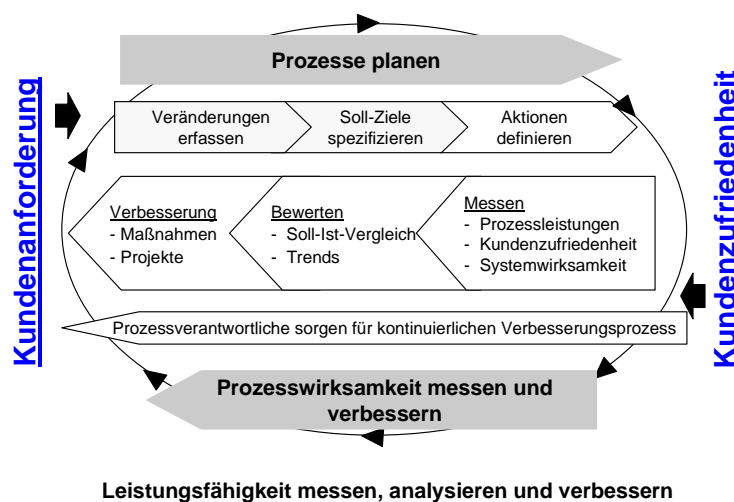 Prozesse planen
Kundenanforderung
Kundenzufriedenheit
Veränderungen
erfassen
Soll-Ziele
spezifizieren
Aktionen
definieren
Verbesserung
- Maßnahmen
- Projekte
Bewerten
- Soll-Ist-Vergleich
- Trends
Messen
- Prozessleistungen
- Kundenzufriedenheit
- Systemwirksamkeit
Prozessverantwortliche sorgen für kontinuierlichen Verbesserungsprozess
Prozesswirksamkeit messen und
verbessern
Leistungsfähigkeit messen, analysieren und verbessern